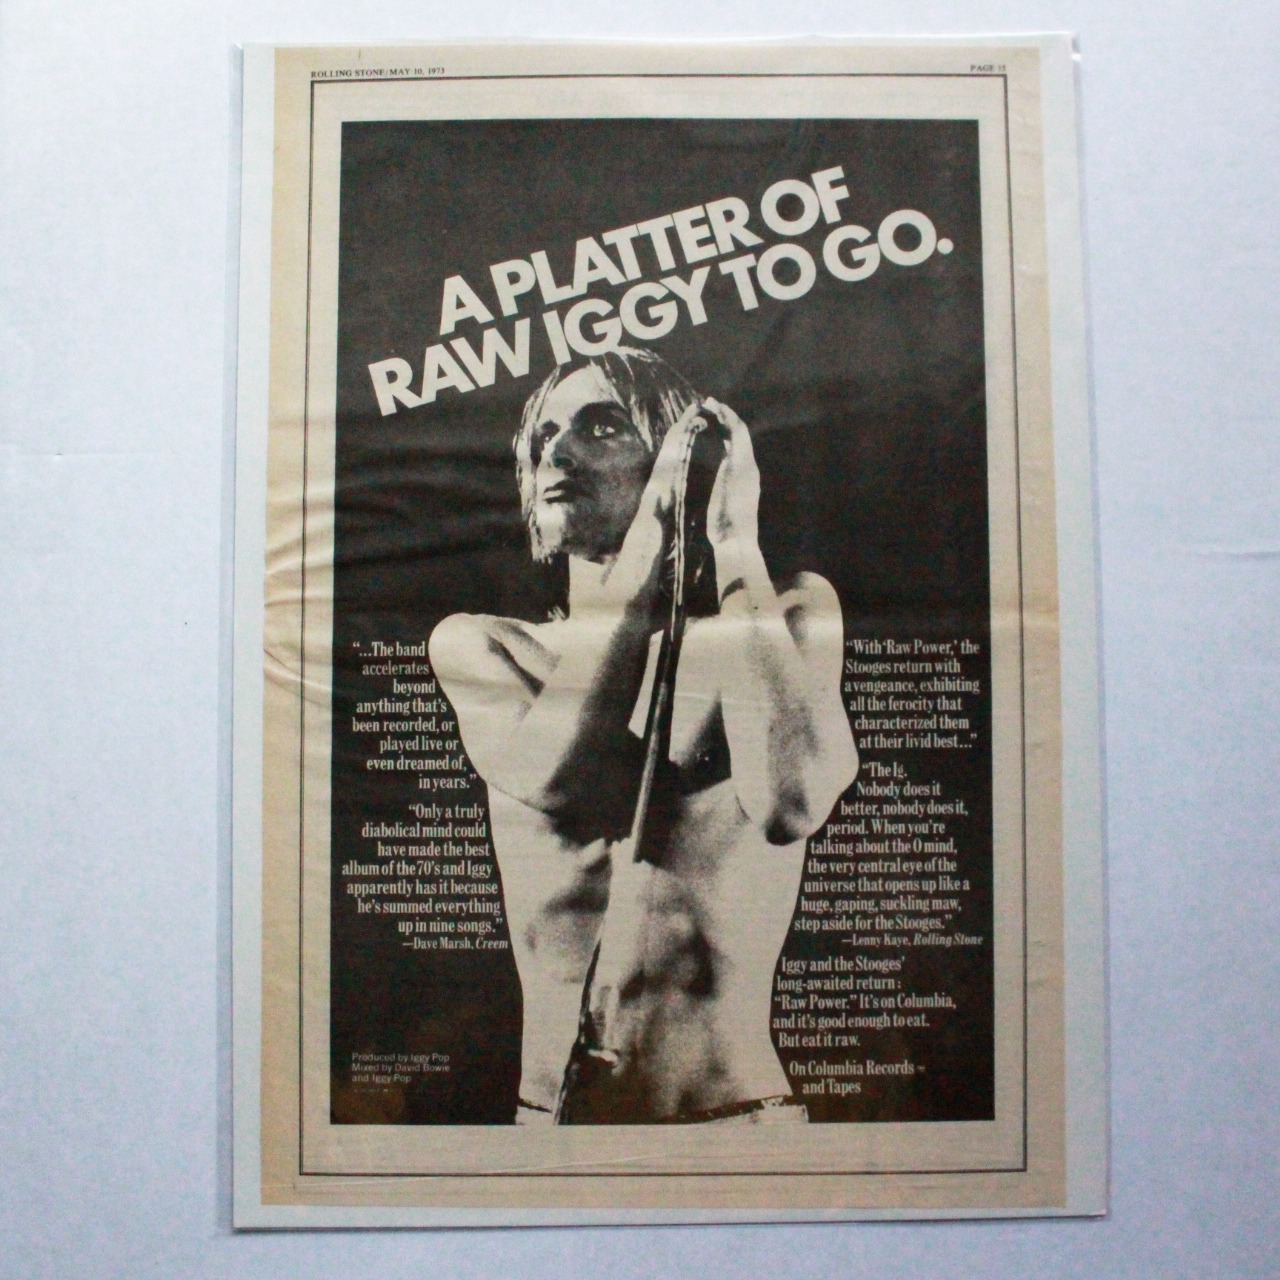 ROLLING STONE/MAY 10, 1973
PAGE 15
A PLATTER OF
RAW IGGY TO GO.
“...The band
accelerates
beyond
anything that’s
been recorded, or
played live or
even dreamed of,
in years.”
“Only a truly
diabolical mind could
have made the best
album of the 70’s and Iggy
apparently has it because
he’s summed everything
up in nine songs.”
—Dave Marsh, Creem
“With ‘Raw Power,’ the
Stooges return with
a vengeance, exhibiting
all the ferocity that
characterized them
at their livid best...”
“The Ig.
Nobody does it
better, nobody does it,
period. When you’re
talking about the O mind,
the very central eye of the
universe that opens up like a
huge, gaping, suckling maw,
step aside for the Stooges.”
—Lenny Kaye, Rolling Stone
Iggy and the Stooges’
long-awaited return:
“Raw Power.” It’s on Columbia,
and it’s good enough to eat.
But eat it raw.
On Columbia Records
and Tapes
Produced by Iggy Pop
Mixed by David Bowie
and Iggy Pop